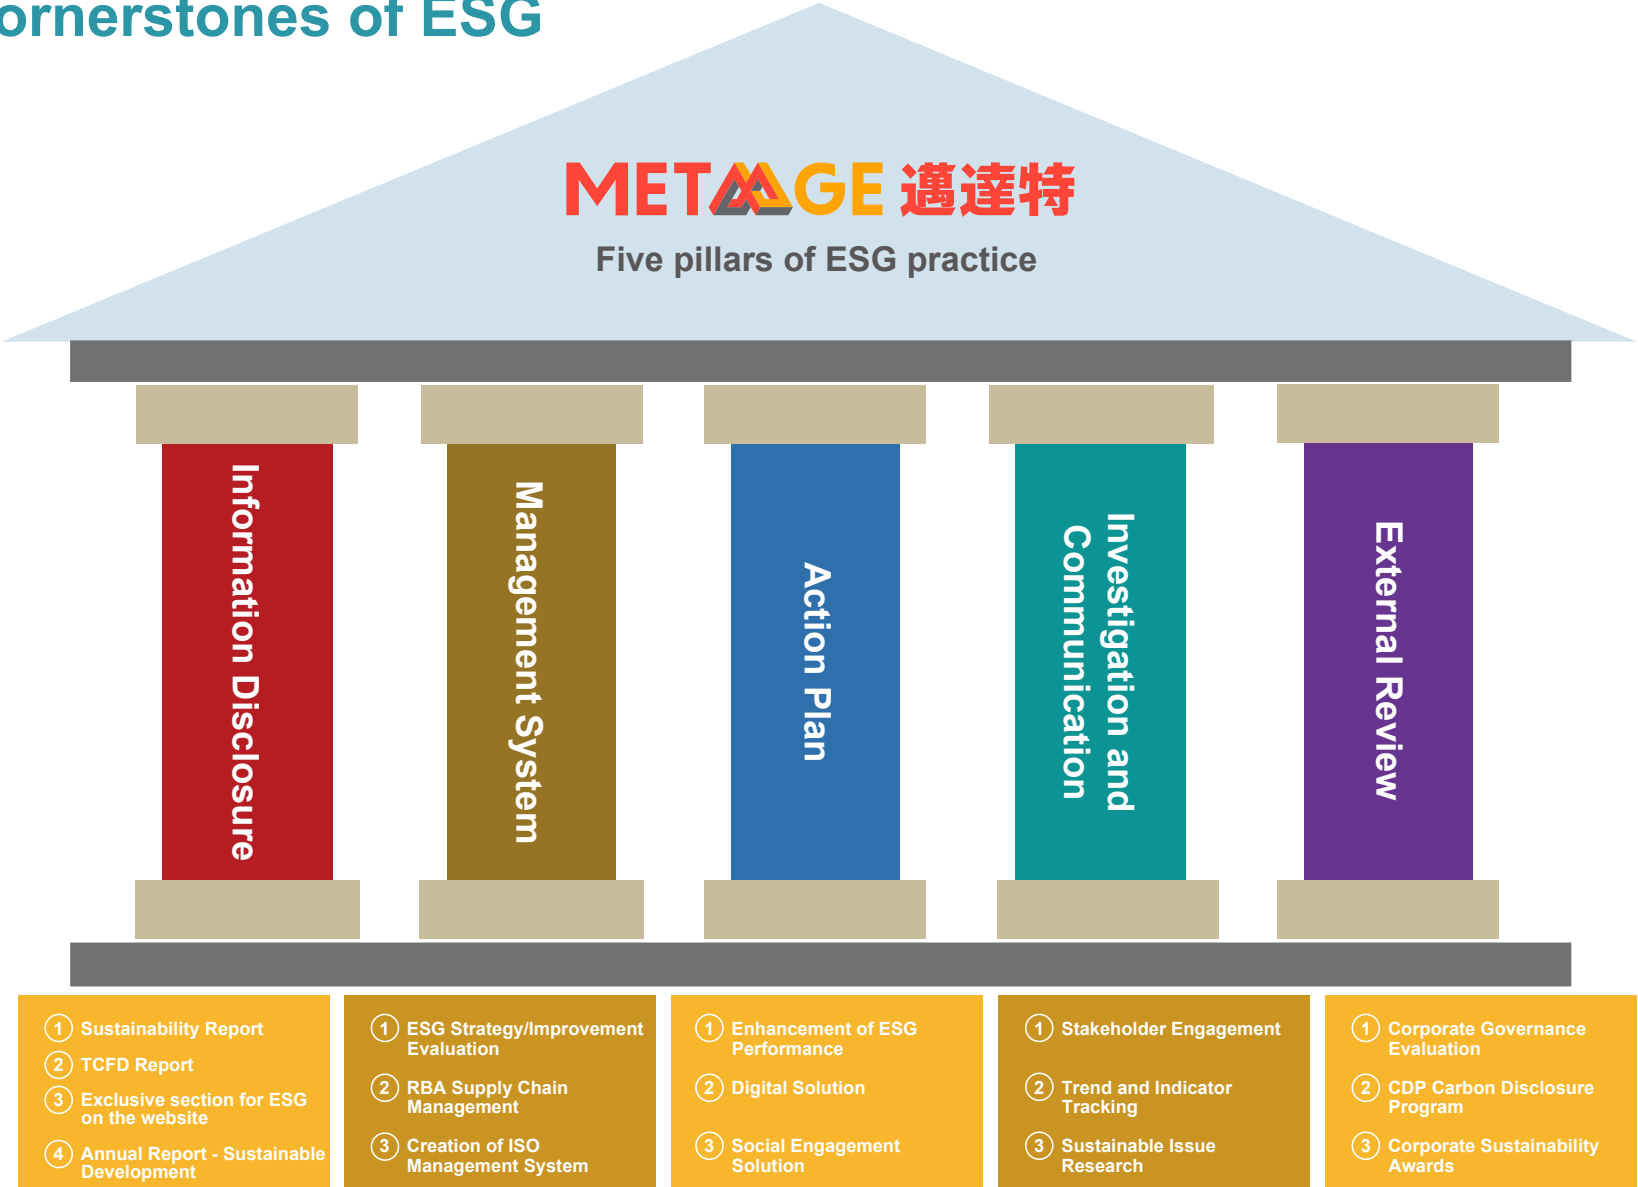 ornerstones of ESG
METAAGE 邁達特
Five pillars of ESG practice
Information Disclosure
Management System
Action Plan
Investigation and
Communication
External Review
1 Sustainability Report
2 TCFD Report
3 Exclusive section for ESG
on the website
4 Annual Report - Sustainable
Development
1 ESG Strategy/Improvement
Evaluation
2 RBA Supply Chain
Management
3 Creation of ISO
Management System
1 Enhancement of ESG
Performance
2 Digital Solution
3 Social Engagement
Solution
1 Stakeholder Engagement
2 Trend and Indicator
Tracking
3 Sustainable Issue
Research
1 Corporate Governance
Evaluation
2 CDP Carbon Disclosure
Program
3 Corporate Sustainability
Awards